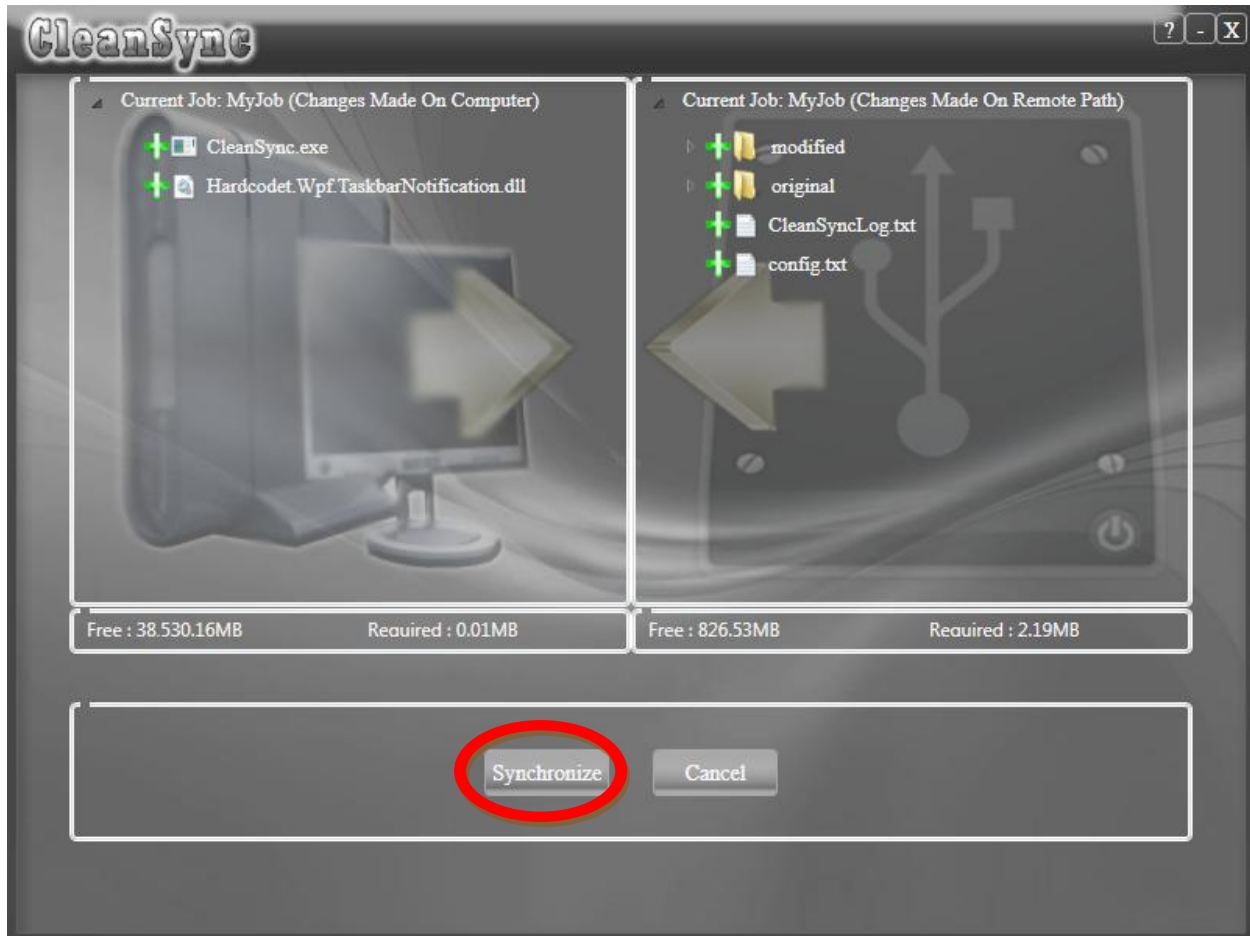 CleanSync
? - X
Current Job: MyJob (Changes Made On Computer)
CleanSync.exe
Hardcodet.Wpf.TaskbarNotification.dll
Current Job: MyJob (Changes Made On Remote Path)
modified
original
CleanSyncLog.txt
config.txt
Free : 38.530.16MB Required : 0.01MB
Free : 826.53MB Required : 2.19MB
Synchronize Cancel